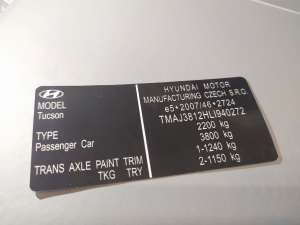 HYUNDAI MOTOR
MANUFACTURING CZECH S.R.O.
e5*2007/46*2724
TMAJ3812HLJ940272
2200 kg
3800 kg
1-1240 kg
2-1150 kg
MODEL
Tucson
TYPE
Passenger Car
TRANS AXLE PAINT TRIM
TKG TRY